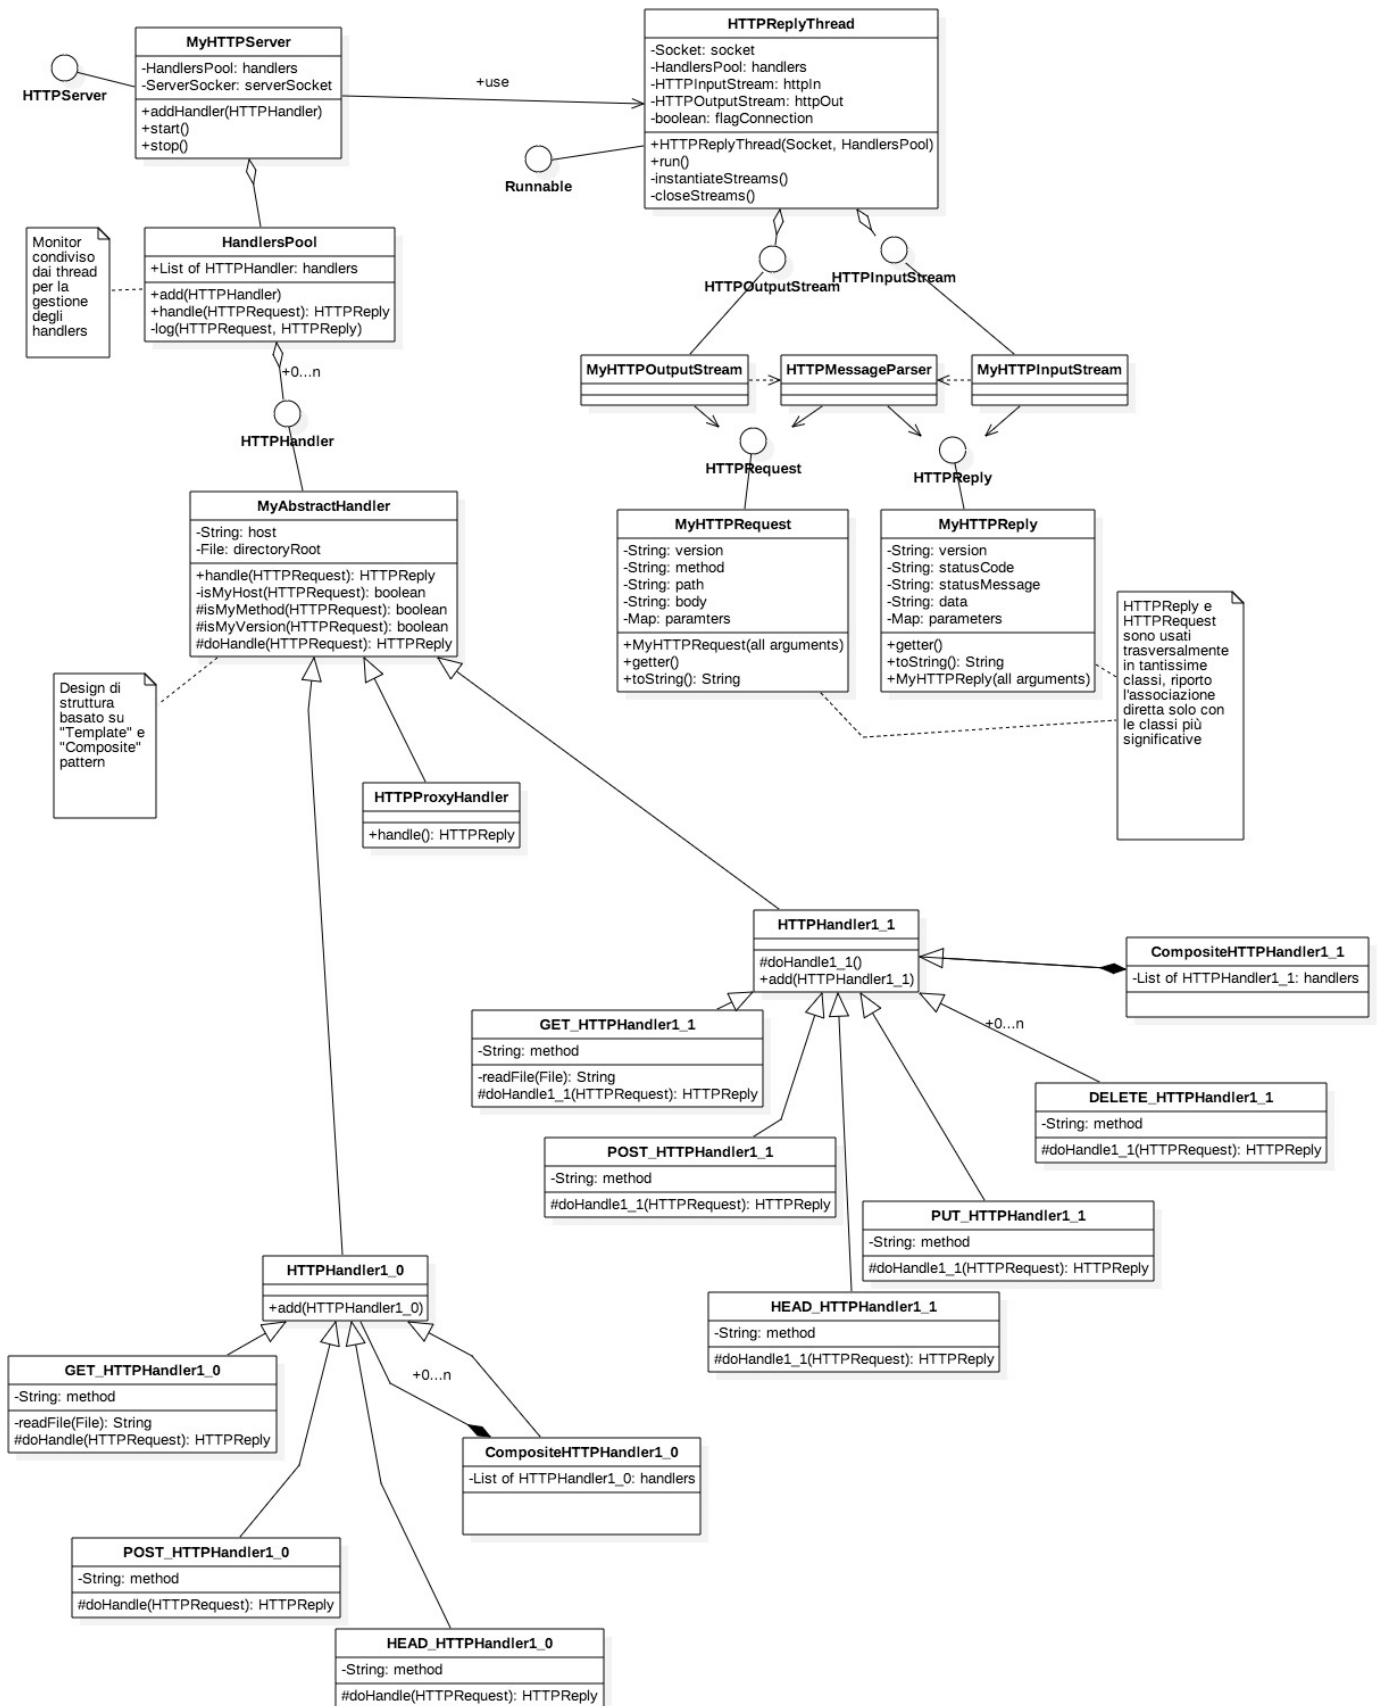 MyHTTPServer
-HandlersPool: handlers
-ServerSocker: serverSocket
+addHandler(HTTPHandler)
+start()
+stop()
HTTPServer
+use
HTTPReplyThread
-Socket: socket
-HandlersPool: handlers
-HTTPInputStream: httpIn
-HTTPOutputStream: httpOut
-boolean: flagConnection
+HTTPReplyThread(Socket, HandlersPool)
+run()
-instantiateStreams()
-closeStreams()
Runnable
Monitor
condiviso
dai thread
per la
gestione
degli
handlers
HandlersPool
+List of HTTPHandler: handlers
+add(HTTPHandler)
+handle(HTTPRequest): HTTPReply
-log(HTTPRequest, HTTPReply)
+0...n
HTTPHandler
HTTPOutputStream
HTTPInputStream
MyHTTPOutputStream
HTTPMessageParser
MyHTTPInputStream
HTTPRequest
HTTPReply
MyAbstractHandler
-String: host
-File: directoryRoot
+handle(HTTPRequest): HTTPReply
-isMyHost(HTTPRequest): boolean
#isMyMethod(HTTPRequest): boolean
#isMyVersion(HTTPRequest): boolean
#doHandle(HTTPRequest): HTTPReply
MyHTTPRequest
-String: version
-String: method
-String: path
-String: body
-Map: paramters
+MyHTTPRequest(all arguments)
+getter()
+toString(): String
MyHTTPReply
-String: version
-String: statusCode
-String: statusMessage
-String: data
-Map: parameters
+getter()
+toString(): String
+MyHTTPReply(all arguments)
HTTPReply e
HTTPRequest
sono usati
trasversalmente
in tantissime
classi, riporto
l'associazione
diretta solo con
le classi più
significative
Design di
struttura
basato su
"Template" e
"Composite"
pattern
HTTPProxyHandler
+handle(): HTTPReply
HTTPHandler1_1
#doHandle1_1()
+add(HTTPHandler1_1)
CompositeHTTPHandler1_1
-List of HTTPHandler1_1: handlers
+0...n
GET_HTTPHandler1_1
-String: method
-readFile(File): String
#doHandle1_1(HTTPRequest): HTTPReply
DELETE_HTTPHandler1_1
-String: method
#doHandle1_1(HTTPRequest): HTTPReply
POST_HTTPHandler1_1
-String: method
#doHandle1_1(HTTPRequest): HTTPReply
PUT_HTTPHandler1_1
-String: method
#doHandle1_1(HTTPRequest): HTTPReply
HEAD_HTTPHandler1_1
-String: method
#doHandle1_1(HTTPRequest): HTTPReply
HTTPHandler1_0
+add(HTTPHandler1_0)
GET_HTTPHandler1_0
-String: method
-readFile(File): String
#doHandle(HTTPRequest): HTTPReply
+0...n
CompositeHTTPHandler1_0
-List of HTTPHandler1_0: handlers
POST_HTTPHandler1_0
-String: method
#doHandle(HTTPRequest): HTTPReply
HEAD_HTTPHandler1_0
-String: method
#doHandle(HTTPRequest): HTTPReply